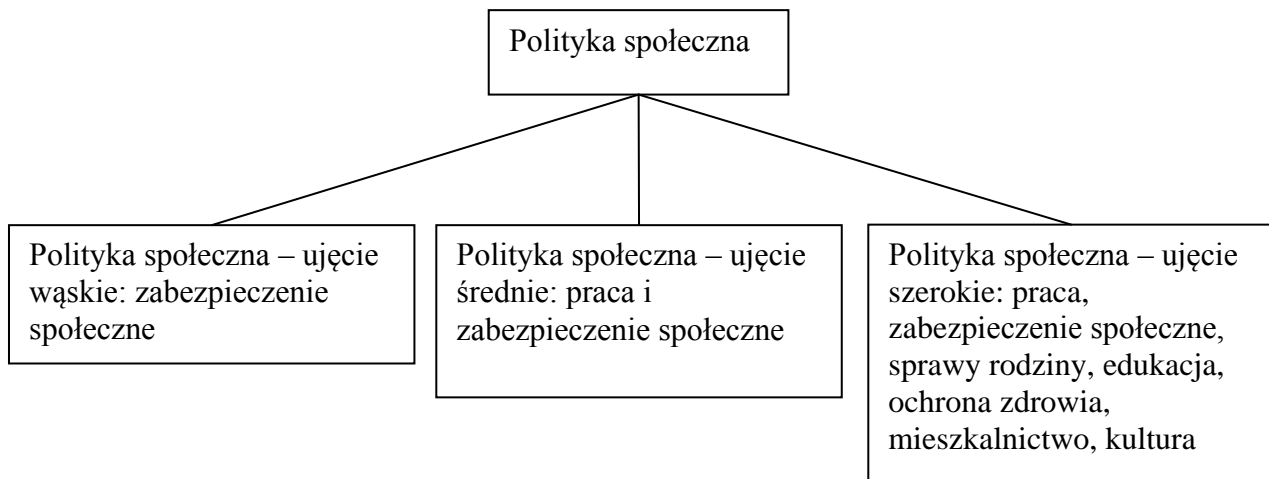 Polityka społeczna
Polityka społeczna – ujęcie
wąskie: zabezpieczenie
społeczne
Polityka społeczna – ujęcie
średnie: praca i
zabezpieczenie społeczne
Polityka społeczna – ujęcie
szerokie: praca,
zabezpieczenie społeczne,
sprawy rodziny, edukacja,
ochrona zdrowia,
mieszkalnictwo, kultura